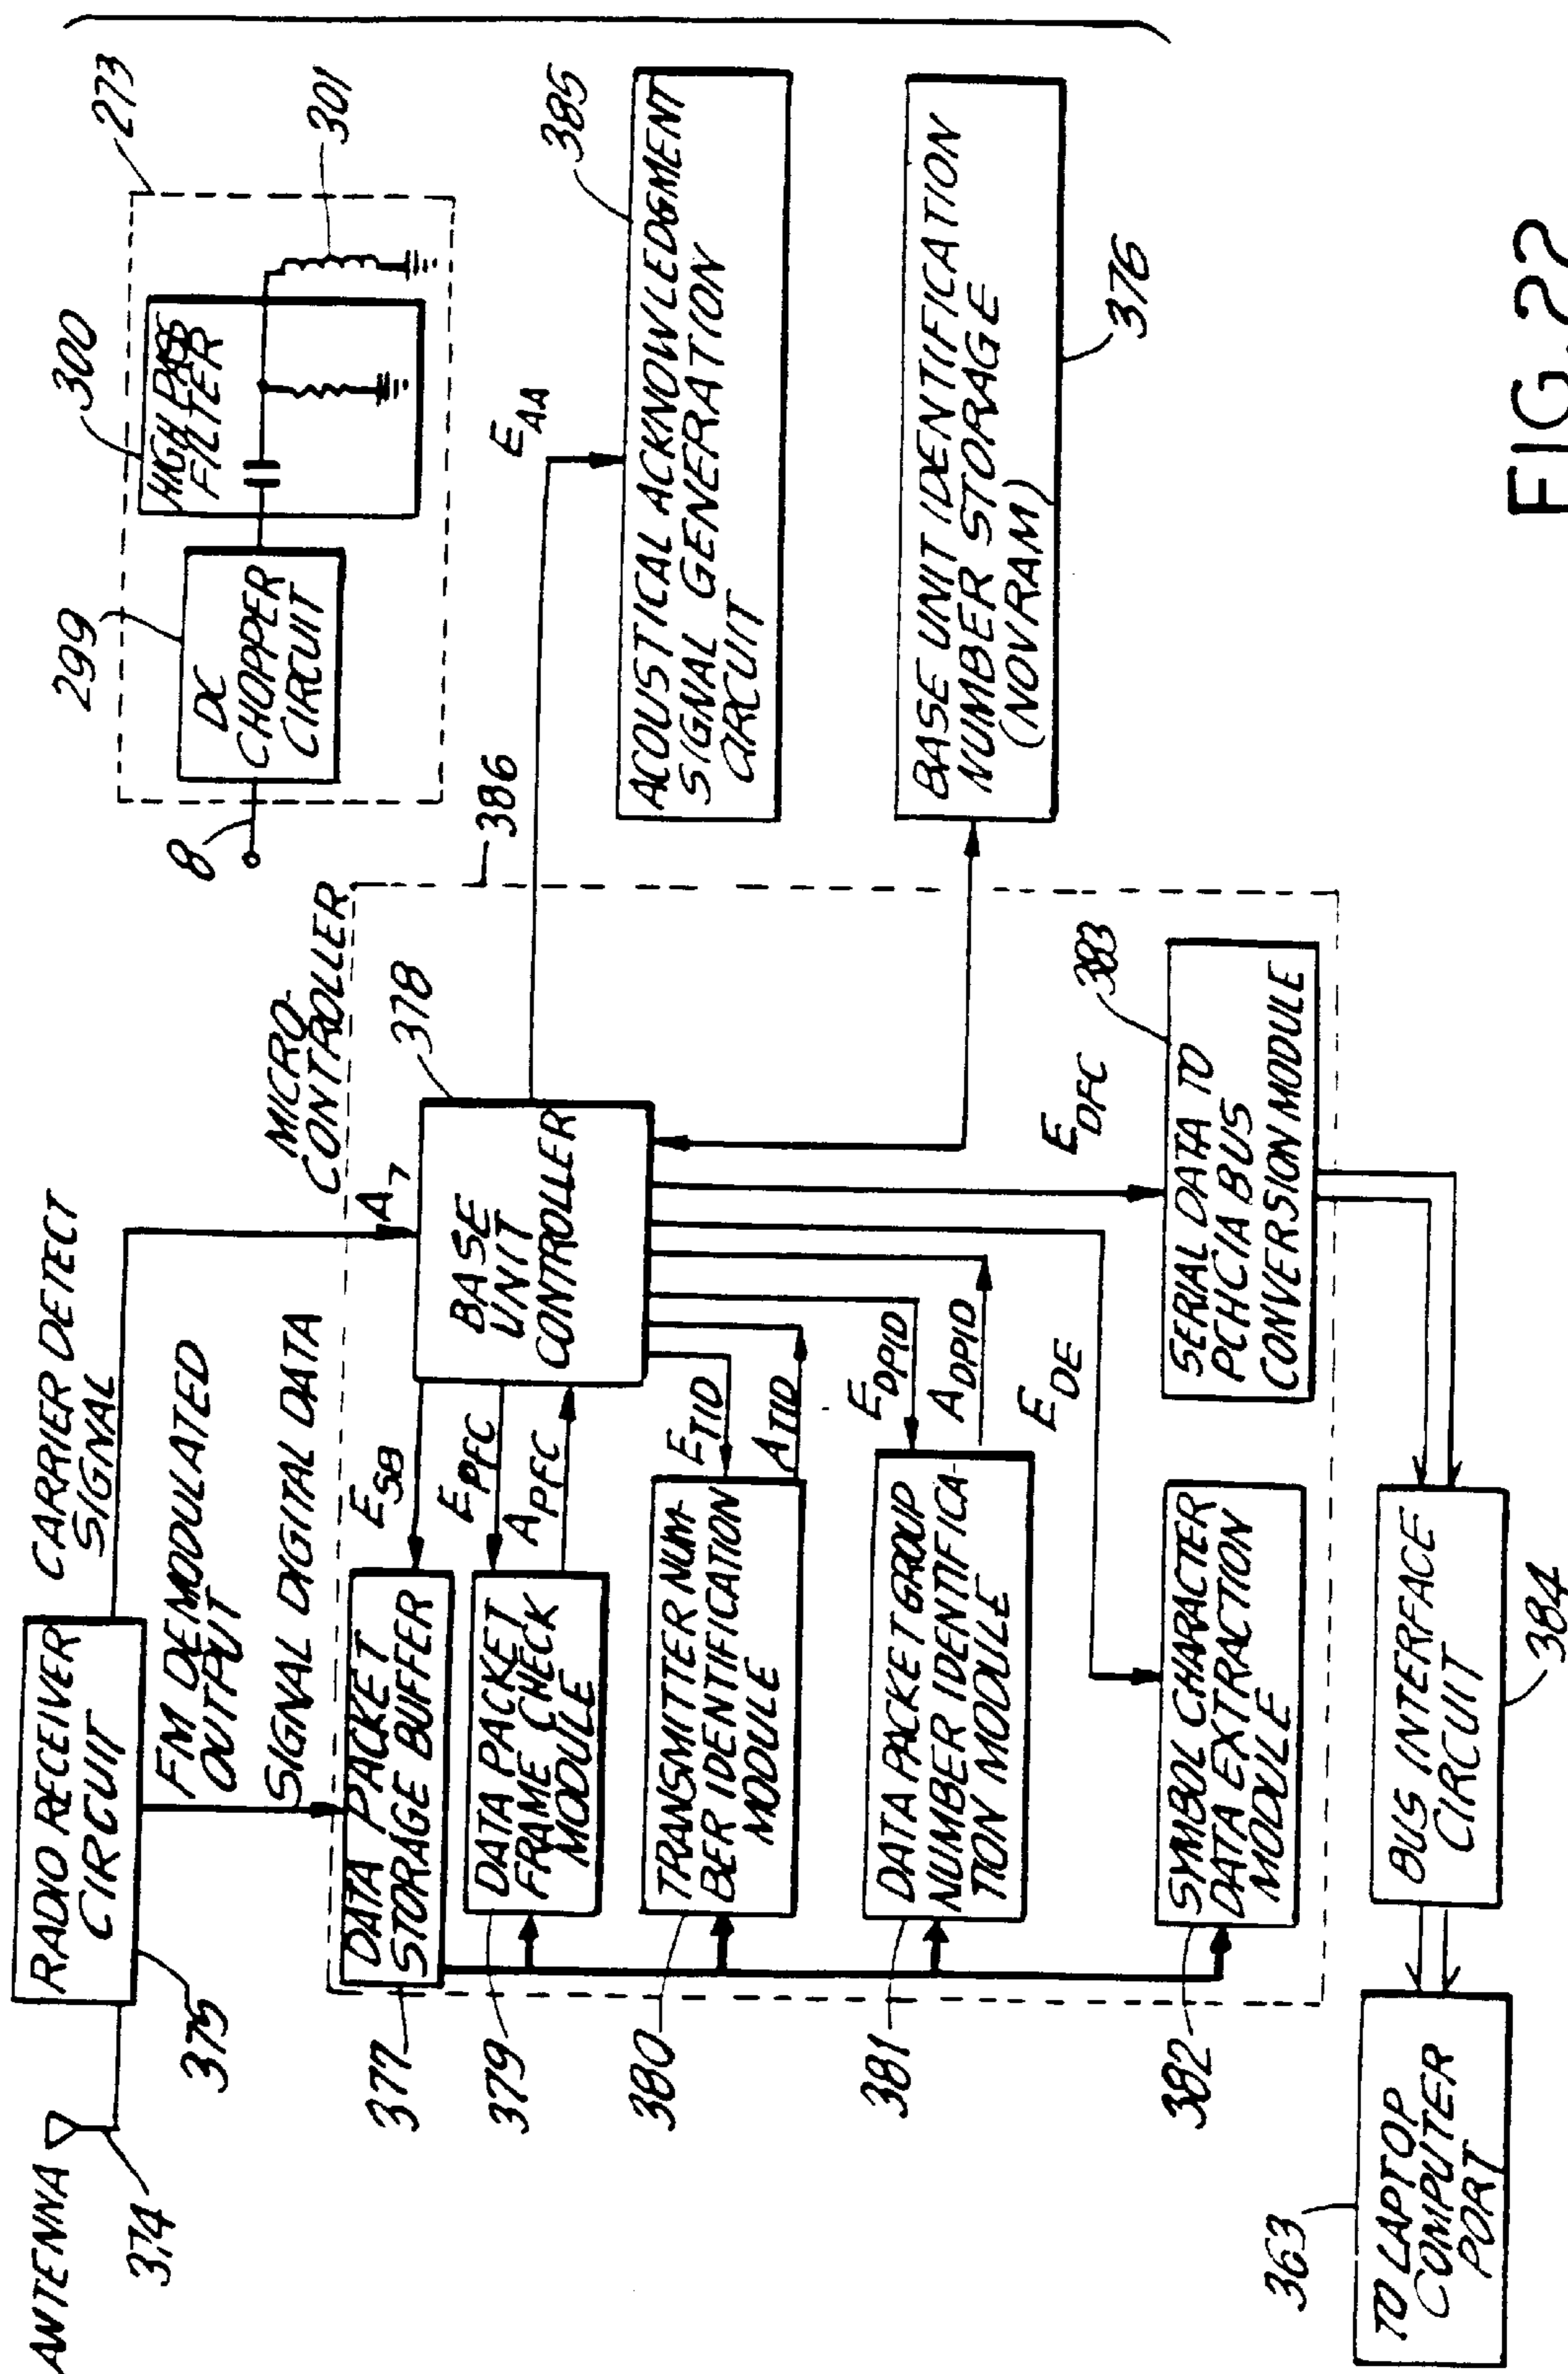 ANTENNA
374
RADIO RECEIVER
CIRCUIT
375
CARRIER DETECT
SIGNAL
FM DEMODULATED
OUTPUT
SIGNAL DIGITAL DATA
MICRO-
CONTROLLER
386
A7
BASE
UNIT
CONTROLLER
378
377
DATA PACKET
STORAGE BUFFER
ESB
379
DATA PACKET
FRAME CHECK
MODULE
EPFC
APFC
380
TRANSMITTER NUM-
BER IDENTIFICATION
MODULE
ETID
ATID
381
DATA PACKET GROUP
NUMBER IDENTIFICA-
TION MODULE
EDPID
ADPID
382
SYMBOL CHARACTER
DATA EXTRACTION
MODULE
EDE
SERIAL DATA TO
PCHCIA BUS
CONVERSION MODULE
383
EDFC
363
TO LAPTOP
COMPUTER
PORT
BUS INTERFACE
CIRCUIT
384
8
299
DC
CHOPPER
CIRCUIT
300
HIGH PASS
FILTER
301
273
EAA
ACOUSTICAL ACKNOWLEDGMENT
SIGNAL GENERATION
CIRCUIT
385
BASE UNIT IDENTIFICATION
NUMBER STORAGE
(NOVRAM)
376
FIG.22